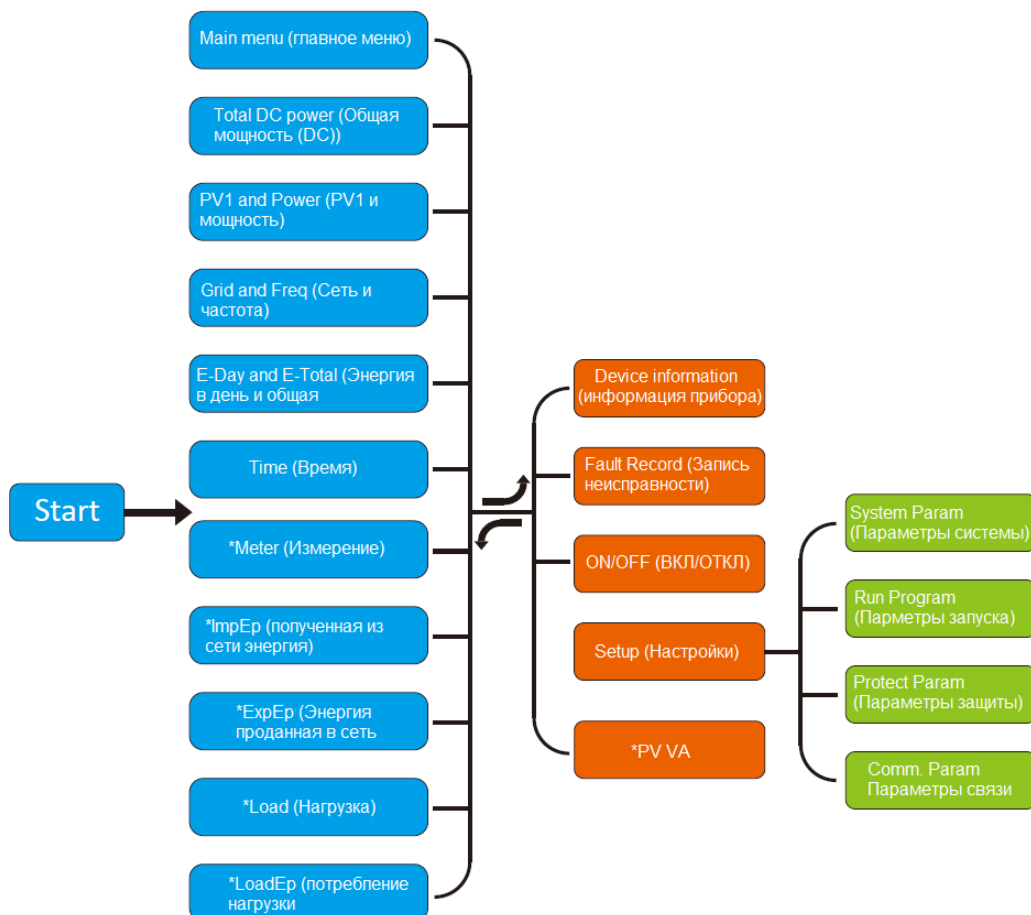 Main menu (главное меню)
Total DC power (Общая
мощность (DC))
PV1 and Power (PV1 и
мощность)
Grid and Freq (Сеть и
частота)
E-Day and E-Total (Энергия
в день и общая
Time (Время)
Start
*Meter (Измерение)
*ImpEp (полученная из
сети энергия)
*ExpEp (Энергия
проданная в сеть
*Load (Нагрузка)
*LoadEp (потребление
нагрузки
Device information
(информация прибора)
Fault Record (Запись
неисправности)
ON/OFF (ВКЛ/ОТКЛ)
Setup (Настройки)
*PV VA
System Param
(Параметры системы)
Run Program
(Парметры запуска)
Protect Param
(Параметры защиты)
Comm. Param
Параметры связи